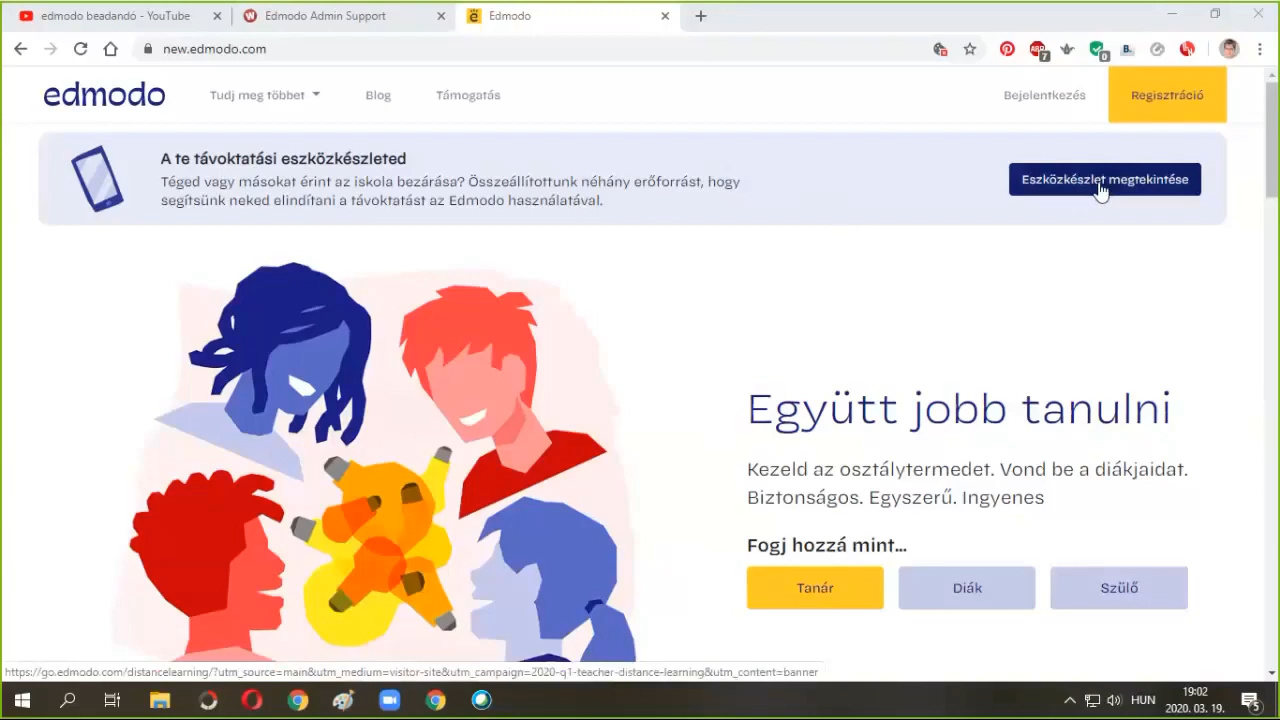 edmodo beadandó - YouTube
Edmodo Admin Support
Edmodo
new.edmodo.com
ABP
7
0
B.
edmodo
Tudj meg többet
Blog
Támogatás
Bejelentkezés
Regisztráció
A te távoktatási eszközkészleted
Téged vagy másokat érint az iskola bezárása? Összeállítottunk néhány erőforrást, hogy
segítsünk neked elindítani a távoktatást az Edmodo használatával.
Eszközkészlet megtekintése
Együtt jobb tanulni
Kezeld az osztálytermedet. Vond be a diákjaidat.
Biztonságos. Egyszerű. Ingyenes
Fogj hozzá mint...
Tanár
Diák
Szülő
https://go.edmodo.com/distancelearning/?utm_source=main&utm_medium=visitor-site&utm_campaign=2020-q1-teacher-distance-learning&utm_content=banner
HUN
19:02
2020. 03. 19.
5